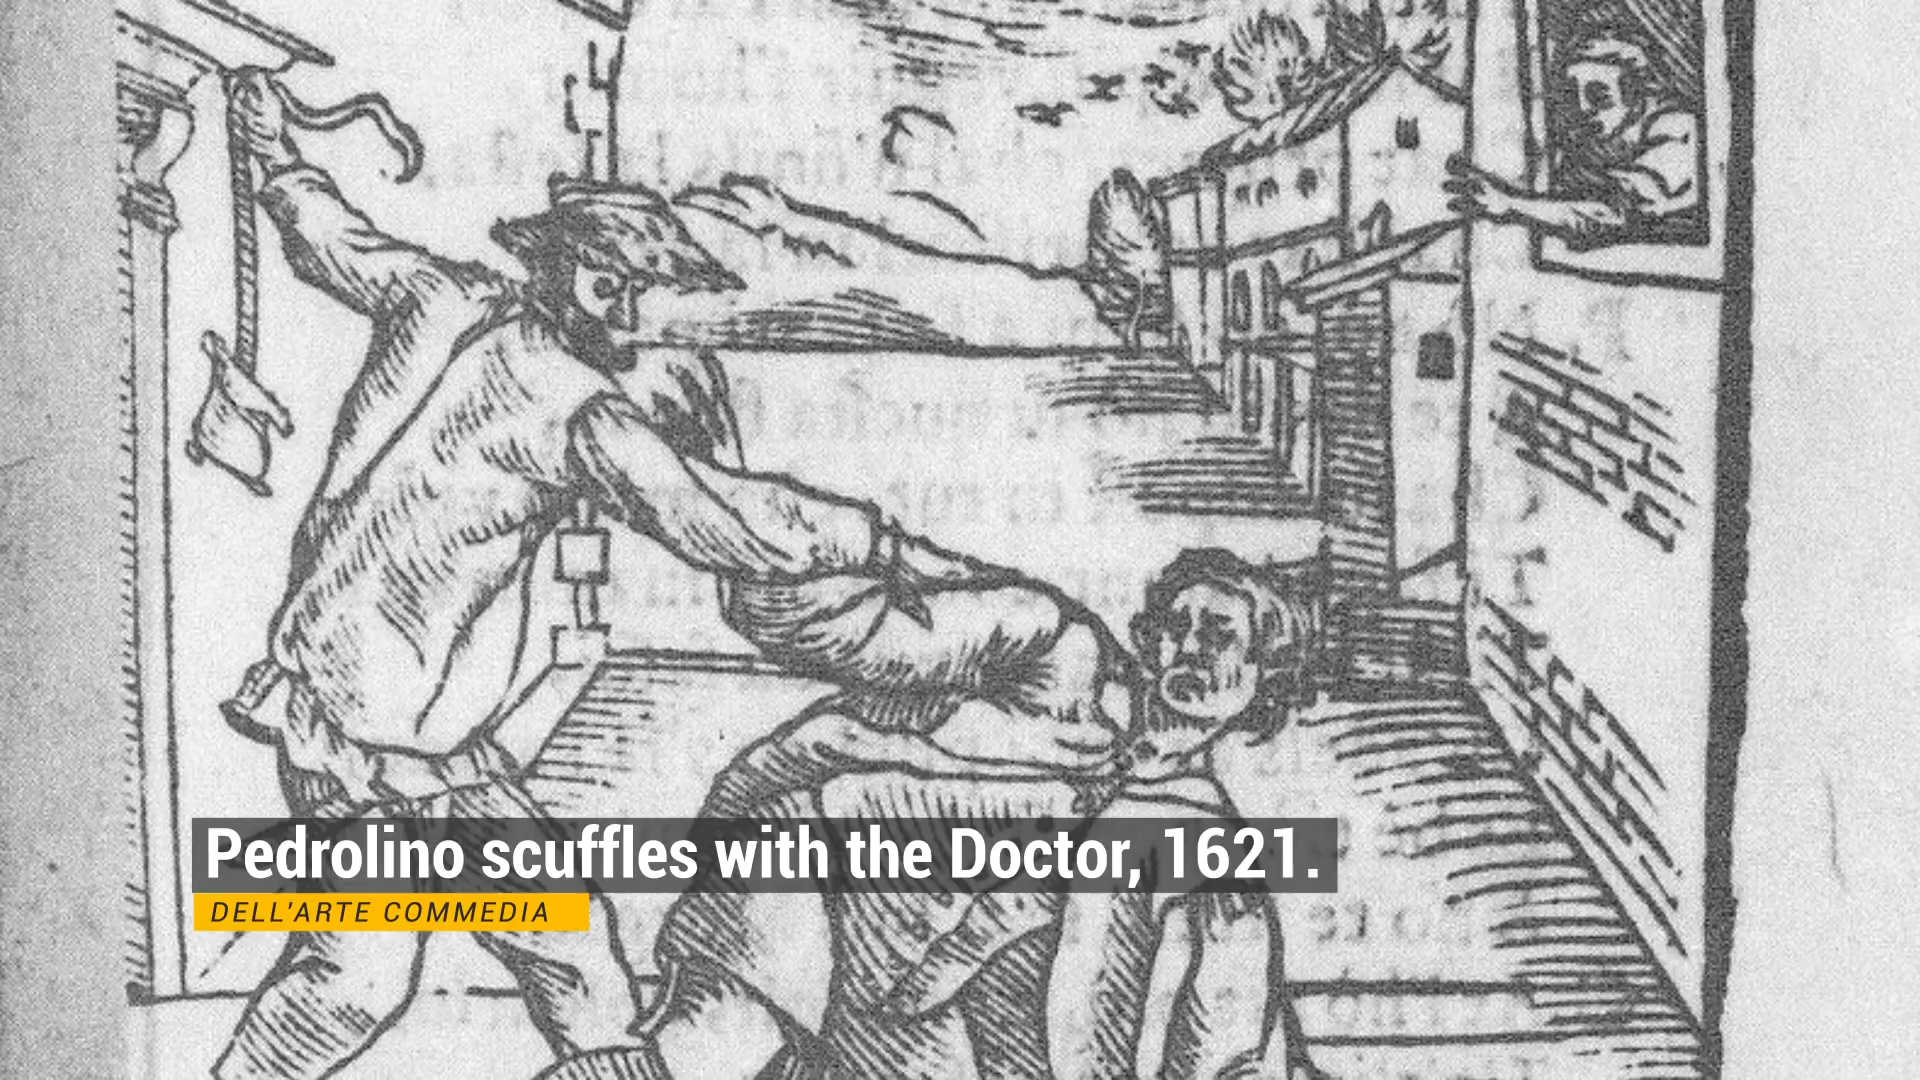 Pedrolino scuffles with the Doctor, 1621.
DELL'ARTE COMMEDIA